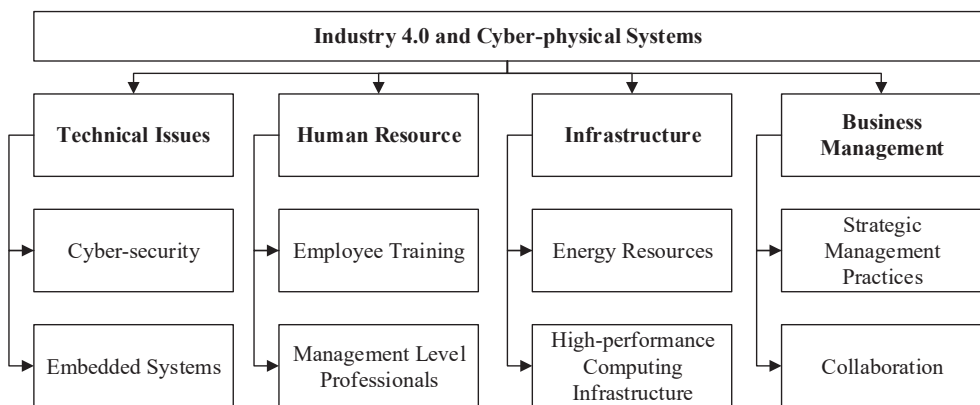 Industry 4.0 and Cyber-physical Systems
Technical Issues
Human Resource
Infrastructure
Business
Management
Cyber-security
Employee Training
Energy Resources
Strategic
Management
Practices
Embedded Systems
Management Level
Professionals
High-performance
Computing
Infrastructure
Collaboration